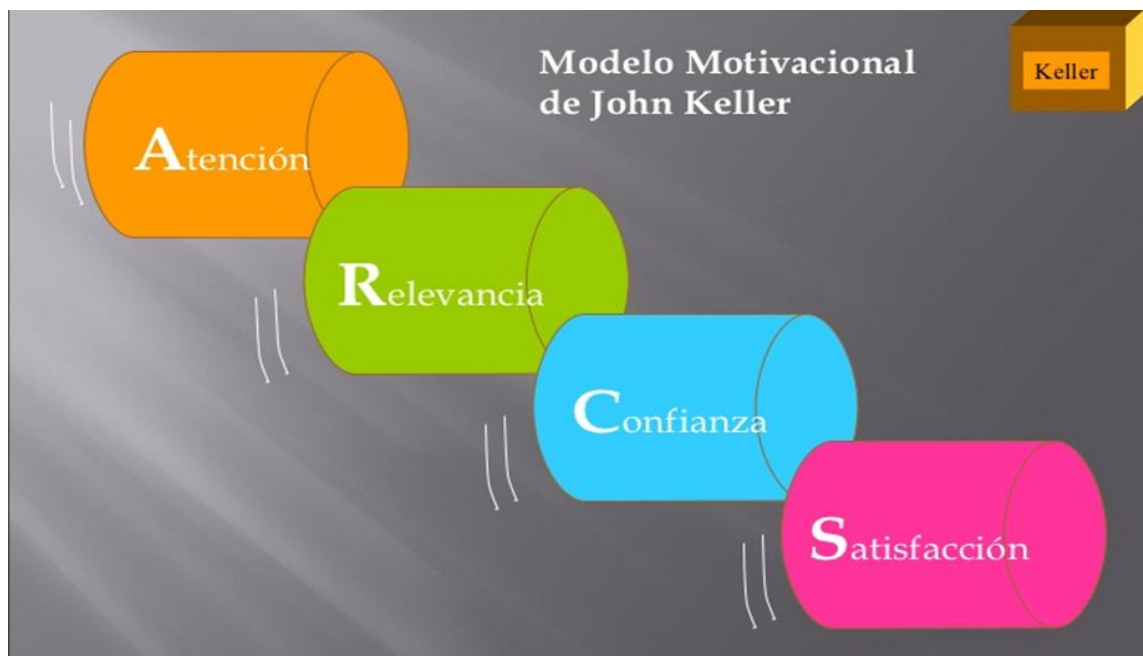 Modelo Motivacional
de John Keller
Keller
Atención
Relevancia
Confianza
Satisfacción